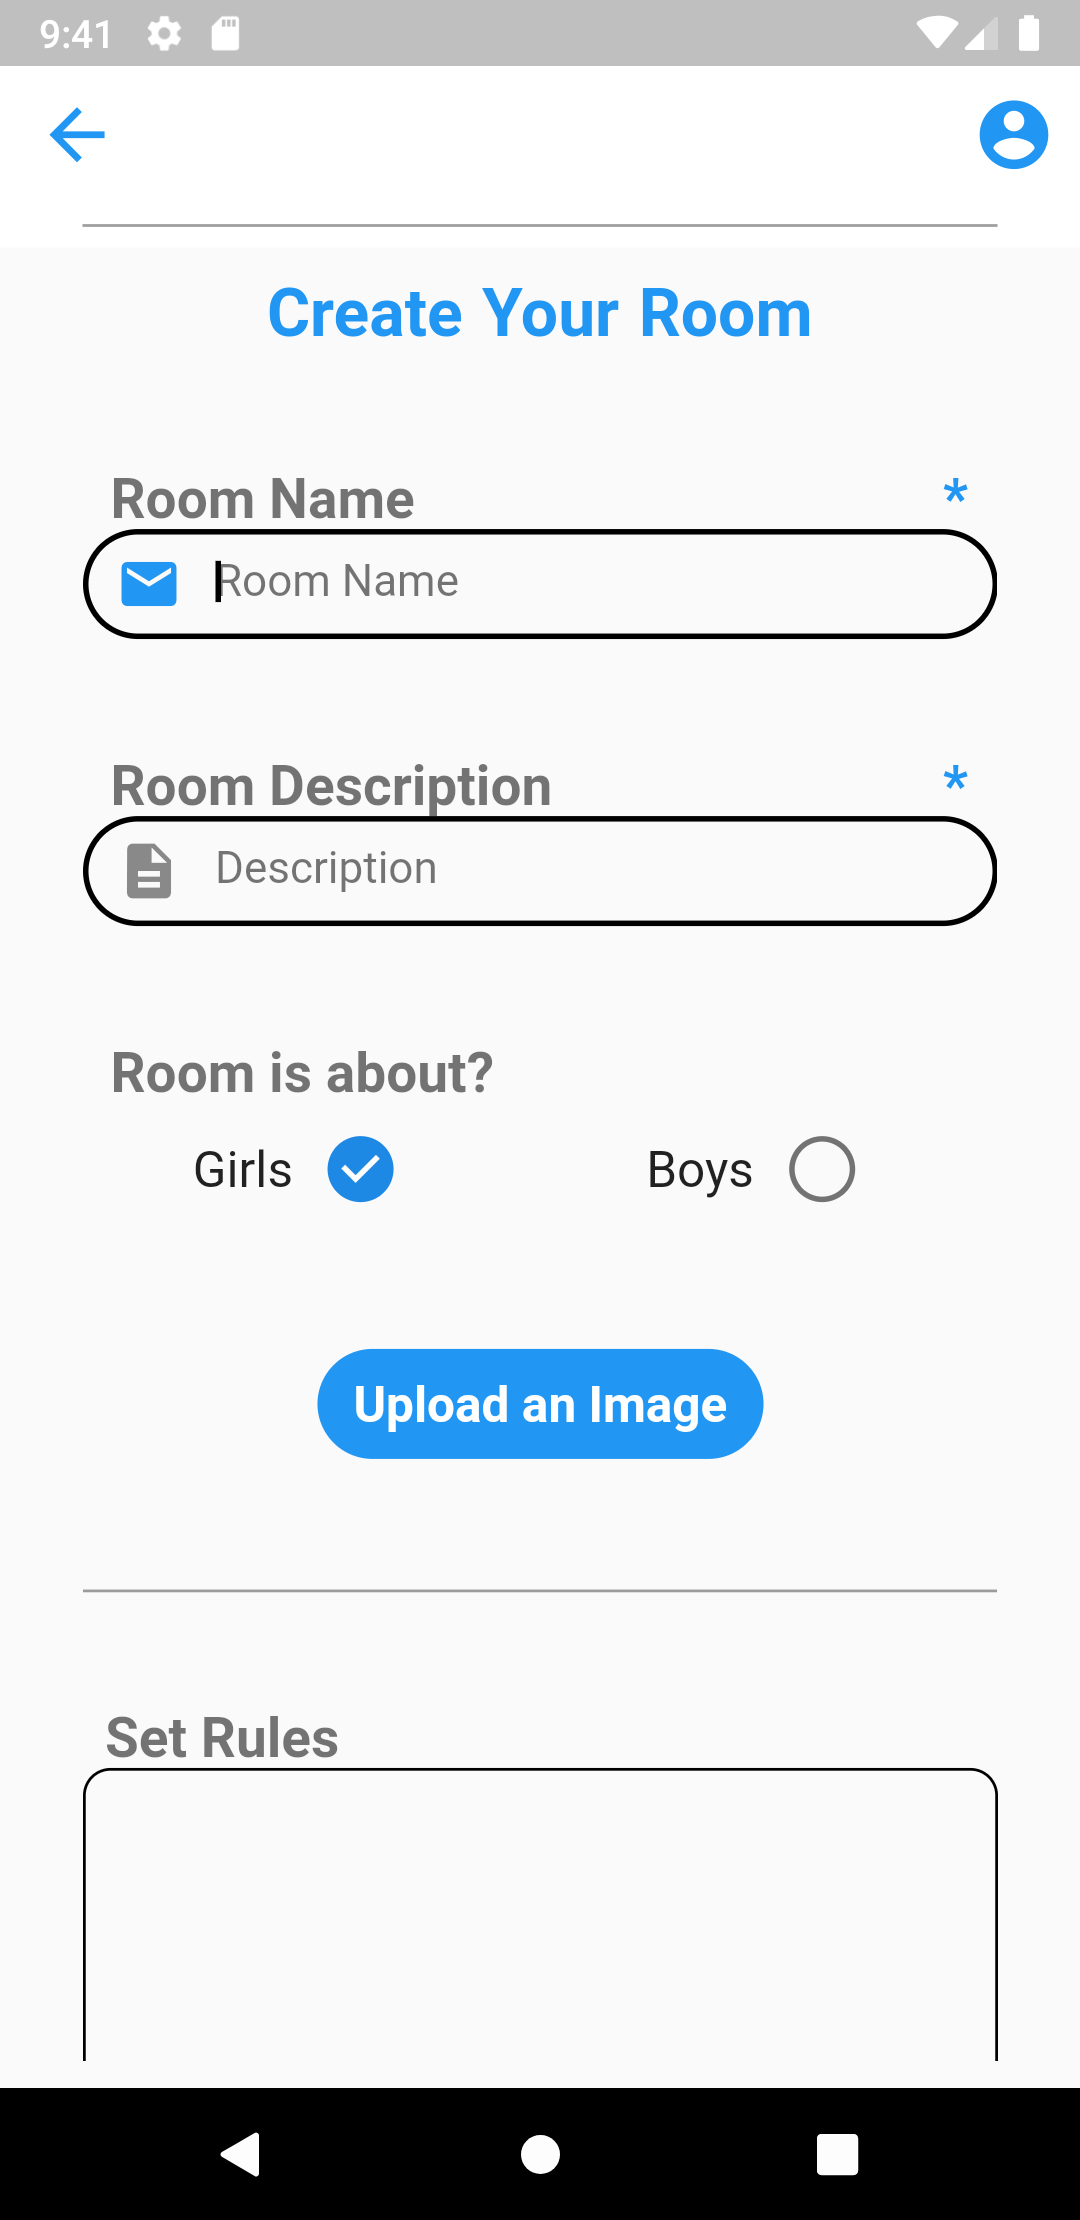 9:41
Create Your Room
Room Name *
Room Name
Room Description *
Description
Room is about?
Girls Boys
Upload an Image
Set Rules